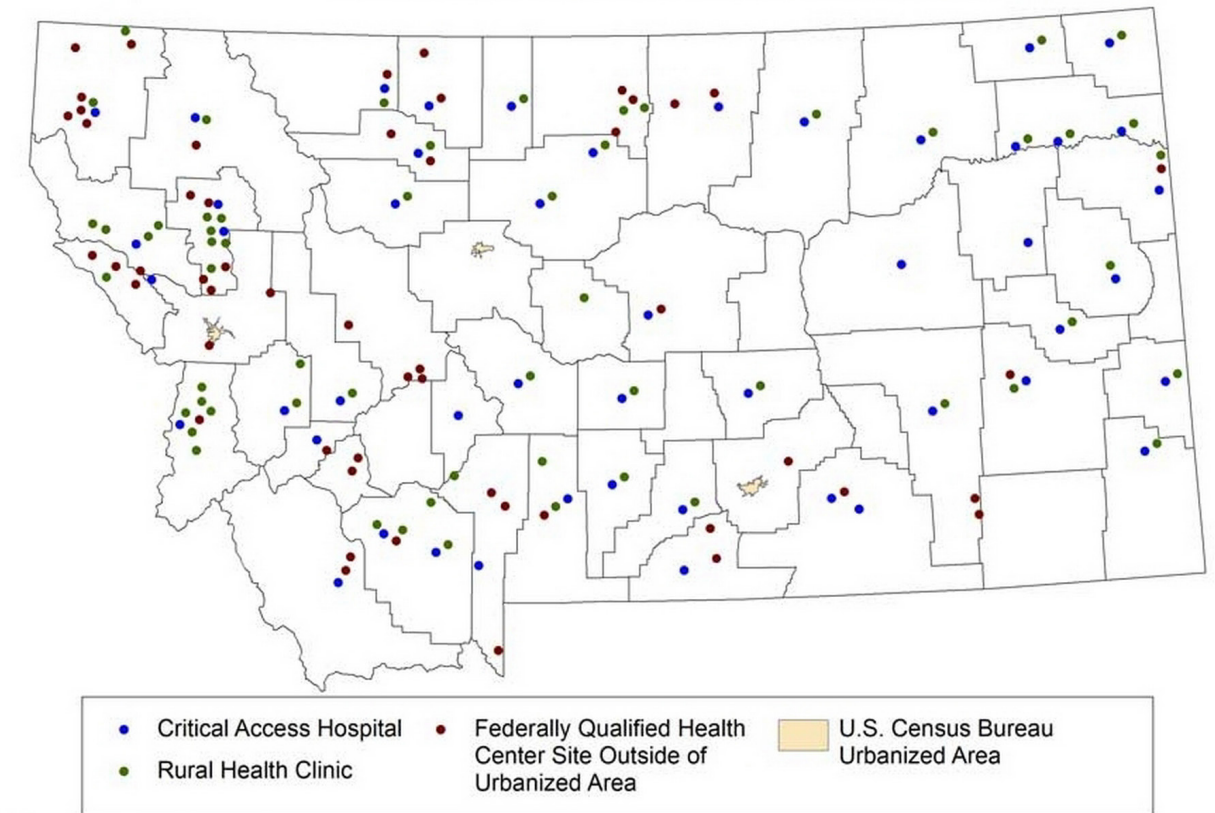 Critical Access Hospital
Rural Health Clinic
Federally Qualified Health
Center Site Outside of
Urbanized Area
U.S. Census Bureau
Urbanized Area